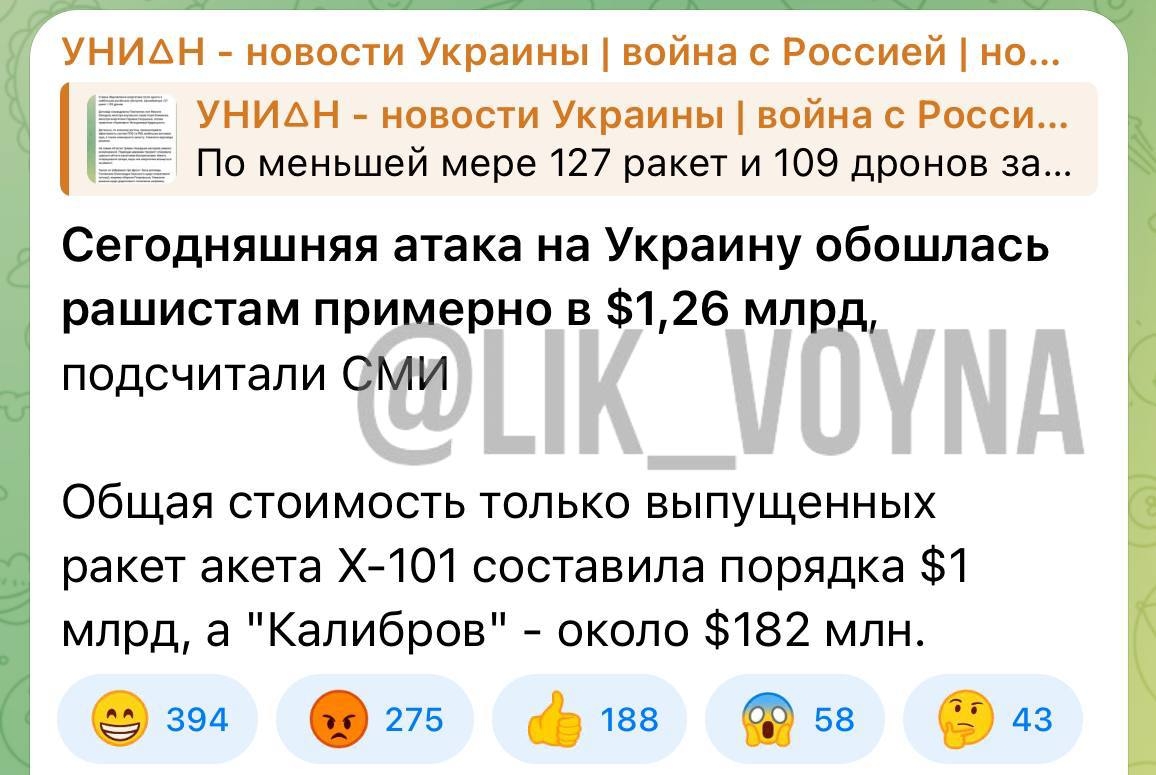 УНИΔН - новости Украины | война с Россией | но...
УНИΔН - новости Украины | война с Росси...
По меньшей мере 127 ракет и 109 дронов за...
Сегодняшняя атака на Украину обошлась
рашистам примерно в $1,26 млрд,
подсчитали СМИ
@LIK_VOYNA
Общая стоимость только выпущенных
ракет акета Х-101 составила порядка $1
млрд, а "Калибров" - около $182 млн.
394 275 188 58 43